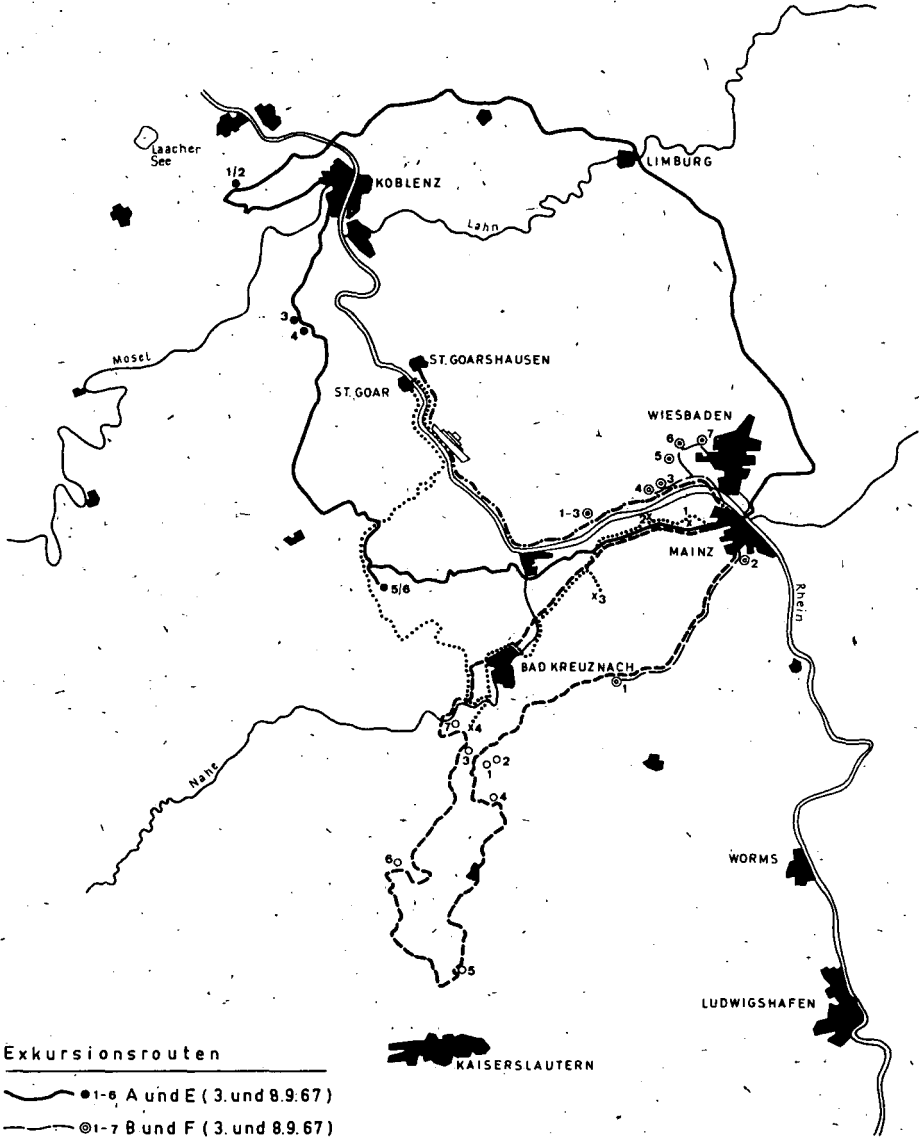 Laacher
See
1/2
KOBLENZ
LIMBURG
Lahn
3
4
Mosel
ST. GOARSHAUSEN
ST. GOAR
WIESBADEN
6
7
5
4
3
1-3
2x
1
x
MAINZ
2
5/6
x3
Rhein
BAD KREUZNACH
1
7
x4
3
2
1
4
Nahe
6
WORMS
5
LUDWIGSHAFEN
KAISERSLAUTERN
Exkursionsrouten
1-6 A und E (3. und 8.9.67)
1-7 B und F (3. und 8.9.67)